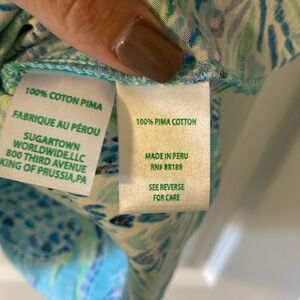 100% COTON PIMA
FABRIQUE AU PÉROU
SUGARTOWN
WORLDWIDE,LLC
800 THIRD AVENUE
KING OF PRUSSIA,PA
100% PIMA COTTON
MADE IN PERU
RN# 88189
SEE REVERSE
FOR CARE